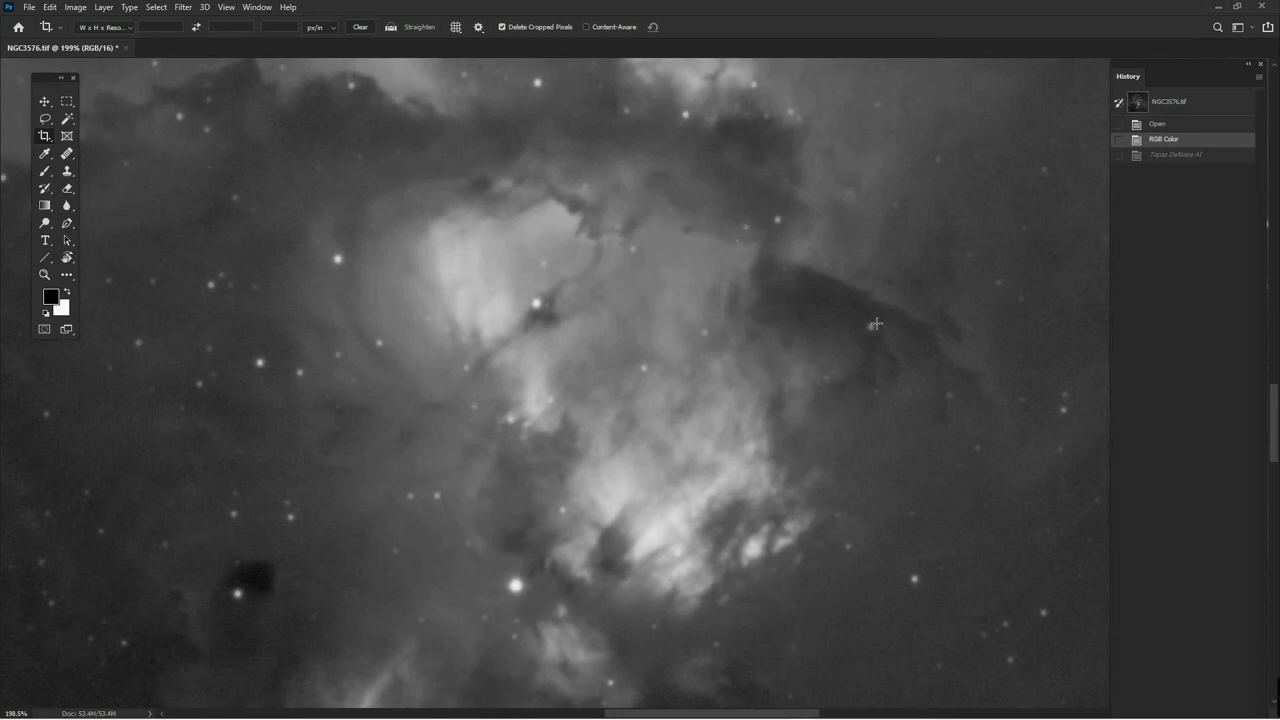 Ps File Edit Image Layer Type Select Filter 3D View Window Help
W x H x Reso... px/in Clear Straighten Delete Cropped Pixels Content-Aware
NGC3576.tif @ 199% (RGB/16) * ×
History
NGC3576.tif
Open
RGB Color
Topaz DeNoise AI
T
198.5% Doc: 53.4M/53.4M